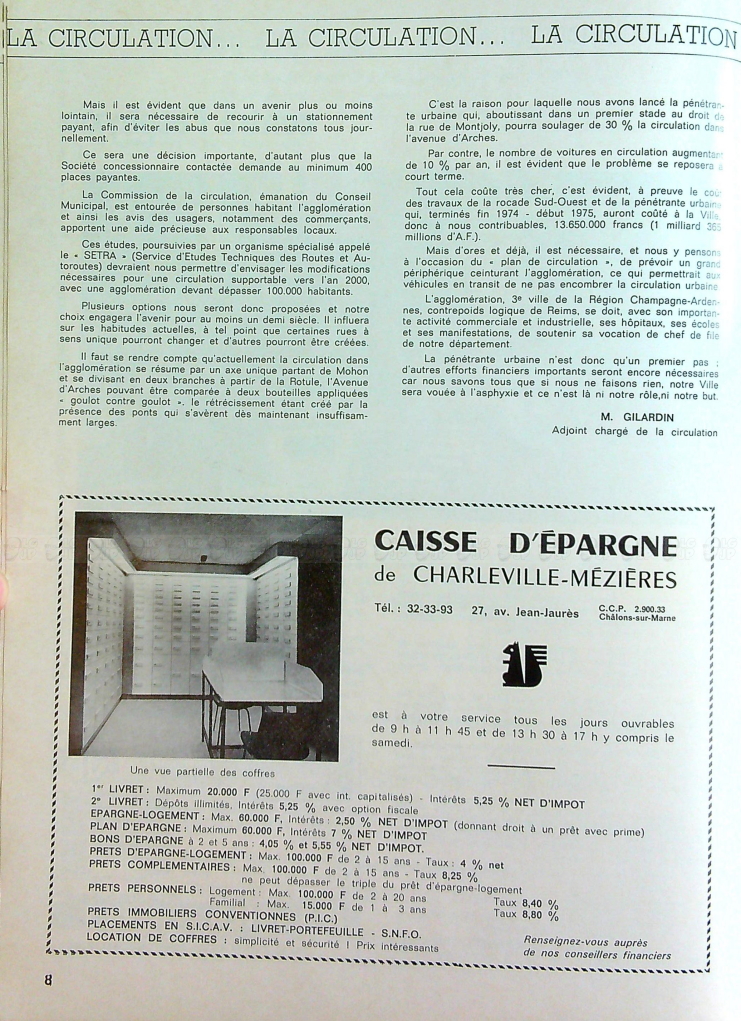 LA CIRCULATION... LA CIRCULATION... LA CIRCULATION
Mais il est évident que dans un avenir plus ou moins
lointain, il sera nécessaire de recourir à un stationnement
payant, afin d'éviter les abus que nous constatons tous jour-
nellement.
Ce sera une décision importante, d'autant plus que la
Société concessionnaire contactée demande au minimum 400
places payantes.
La Commission de la circulation, émanation du Conseil
Municipal, est entourée de personnes habitant l'agglomération
et ainsi les avis des usagers, notamment des commerçants,
apportent une aide précieuse aux responsables locaux.
Ces études, poursuivies par un organisme spécialisé appelé
le « SETRA » (Service d'Etudes Techniques des Routes et Au-
toroutes) devraient nous permettre d'envisager les modifications
nécessaires pour une circulation supportable vers l'an 2000,
avec une agglomération devant dépasser 100.000 habitants.
Plusieurs options nous seront donc proposées et notre
choix engagera l'avenir pour au moins un demi siècle. Il influera
sur les habitudes actuelles, à tel point que certaines rues à
sens unique pourront changer et d'autres pourront être créées.
Il faut se rendre compte qu'actuellement la circulation dans
l'agglomération se résume par un axe unique partant de Mohon
et se divisant en deux branches à partir de la Rotule, l'Avenue
d'Arches pouvant être comparée à deux bouteilles appliquées
« goulot contre goulot », le rétrécissement étant créé par la
présence des ponts qui s'avèrent dès maintenant insuffisam-
ment larges.
C'est la raison pour laquelle nous avons lancé la pénétran-
te urbaine qui, aboutissant dans un premier stade au droit de
la rue de Montjoly, pourra soulager de 30 % la circulation dans
l'avenue d'Arches.
Par contre, le nombre de voitures en circulation augmentant
de 10 % par an, il est évident que le problème se reposera à
court terme.
Tout cela coûte très cher, c'est évident, à preuve le coût
des travaux de la rocade Sud-Ouest et de la pénétrante urbaine
qui, terminés fin 1974 - début 1975, auront coûté à la Ville,
donc à nous contribuables, 13.650.000 francs (1 milliard 365
millions d'A.F.).
Mais d'ores et déjà, il est nécessaire, et nous y pensons
à l'occasion du « plan de circulation », de prévoir un grand
périphérique ceinturant l'agglomération, ce qui permettrait aux
véhicules en transit de ne pas encombrer la circulation urbaine
L'agglomération, 3e ville de la Région Champagne-Arden-
nes, contrepoids logique de Reims, se doit, avec son importan-
te activité commerciale et industrielle, ses hôpitaux, ses écoles
et ses manifestations, de soutenir sa vocation de chef de file
de notre département.
La pénétrante urbaine n'est donc qu'un premier pas ;
d'autres efforts financiers importants seront encore nécessaires
car nous savons tous que si nous ne faisons rien, notre Ville
sera vouée à l'asphyxie et ce n'est là ni notre rôle,ni notre but.
M. GILARDIN
Adjoint chargé de la circulation
CAISSE D'ÉPARGNE
de CHARLEVILLE-MÉZIÈRES
Tél. : 32-33-93 27, av. Jean-Jaurès C.C.P. 2.900.33
Châlons-sur-Marne
est à votre service tous les jours ouvrables
de 9 h à 11 h 45 et de 13 h 30 à 17 h y compris le
samedi.
Une vue partielle des coffres
1er LIVRET : Maximum 20.000 F (25.000 F avec int. capitalisés) - Intérêts 5,25 % NET D'IMPOT
2e LIVRET : Dépôts illimités, Intérêts 5,25 % avec option fiscale
EPARGNE-LOGEMENT : Max. 60.000 F, Intérêts : 2,50 % NET D'IMPOT (donnant droit à un prêt avec prime)
PLAN D'EPARGNE : Maximum 60.000 F, Intérêts 7 % NET D'IMPOT
BONS D'EPARGNE à 2 et 5 ans : 4,05 % et 5,55 % NET D'IMPOT.
PRETS D'EPARGNE-LOGEMENT : Max. 100.000 F de 2 à 15 ans - Taux : 4 % net
PRETS COMPLEMENTAIRES : Max. 100.000 F de 2 à 15 ans - Taux 8,25 %
ne peut dépasser le triple du prêt d'épargne-logement
PRETS PERSONNELS : Logement : Max. 100.000 F de 2 à 20 ans Taux 8,40 %
Familial : Max. 15.000 F de 1 à 3 ans Taux 8,80 %
PRETS IMMOBILIERS CONVENTIONNES (P.I.C.)
PLACEMENTS EN S.I.C.A.V. : LIVRET-PORTEFEUILLE - S.N.F.O.
LOCATION DE COFFRES : simplicité et sécurité ! Prix intéressants
Renseignez-vous auprès
de nos conseillers financiers
8